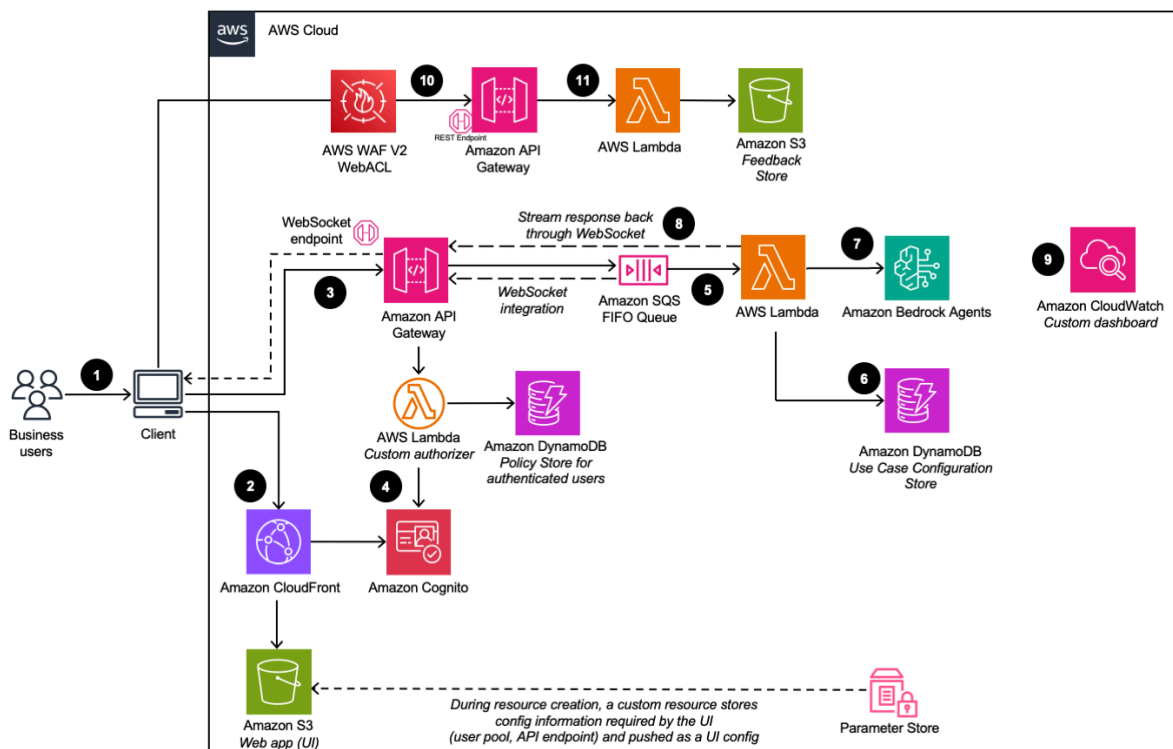 aws
AWS Cloud
10
11
REST Endpoint
AWS WAF V2
WebACL
Amazon API
Gateway
AWS Lambda
Amazon S3
Feedback
Store
WebSocket
endpoint
Stream response back
through WebSocket
8
3
WebSocket
integration
5
7
9
Amazon API
Gateway
Amazon SQS
FIFO Queue
AWS Lambda
Amazon Bedrock Agents
Amazon CloudWatch
Custom dashboard
1
6
Business
users
Client
AWS Lambda
Custom authorizer
Amazon DynamoDB
Policy Store for
authenticated users
Amazon DynamoDB
Use Case Configuration
Store
2
4
Amazon CloudFront
Amazon Cognito
Amazon S3
Web app (UI)
During resource creation, a custom resource stores
config information required by the UI
(user pool, API endpoint) and pushed as a UI config
Parameter Store